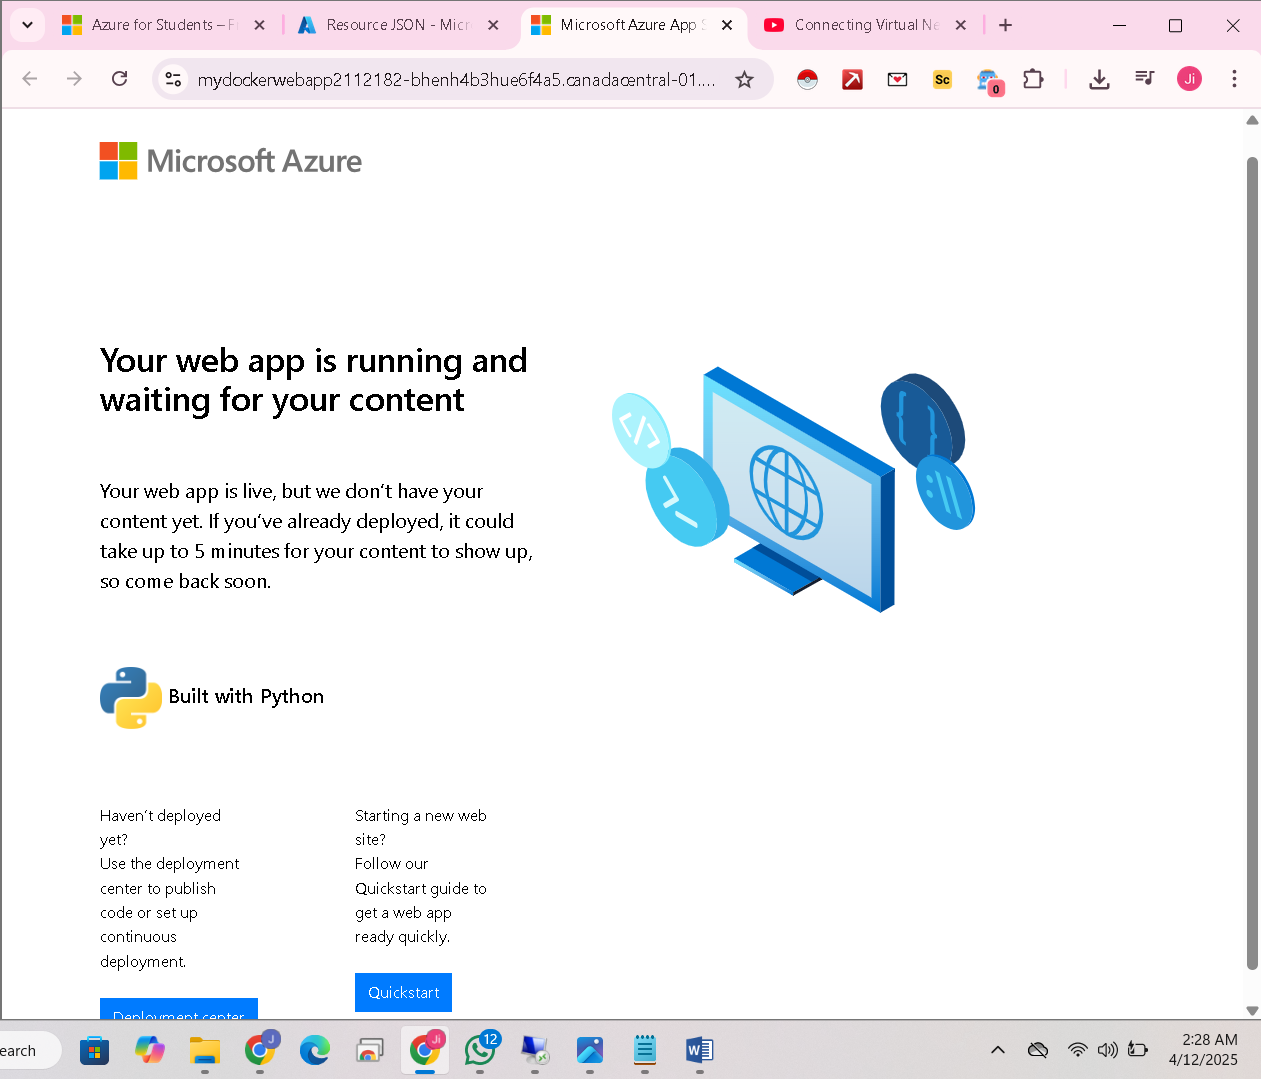 Azure for Students – F
Resource JSON - Micr
Microsoft Azure App S
Connecting Virtual Ne
mydockerwebapp2112182-bhenh4b3hue6f4a5.canadacentral-01....
Sc
0
Ji
Microsoft Azure
Your web app is running and
waiting for your content
Your web app is live, but we don't have your
content yet. If you've already deployed, it could
take up to 5 minutes for your content to show up,
so come back soon.
</>
{ }
Built with Python
Haven't deployed
yet?
Use the deployment
center to publish
code or set up
continuous
deployment.
Deployment center
Starting a new web
site?
Follow our
Quickstart guide to
get a web app
ready quickly.
Quickstart
earch
J
Ji
12
W
2:28 AM
4/12/2025